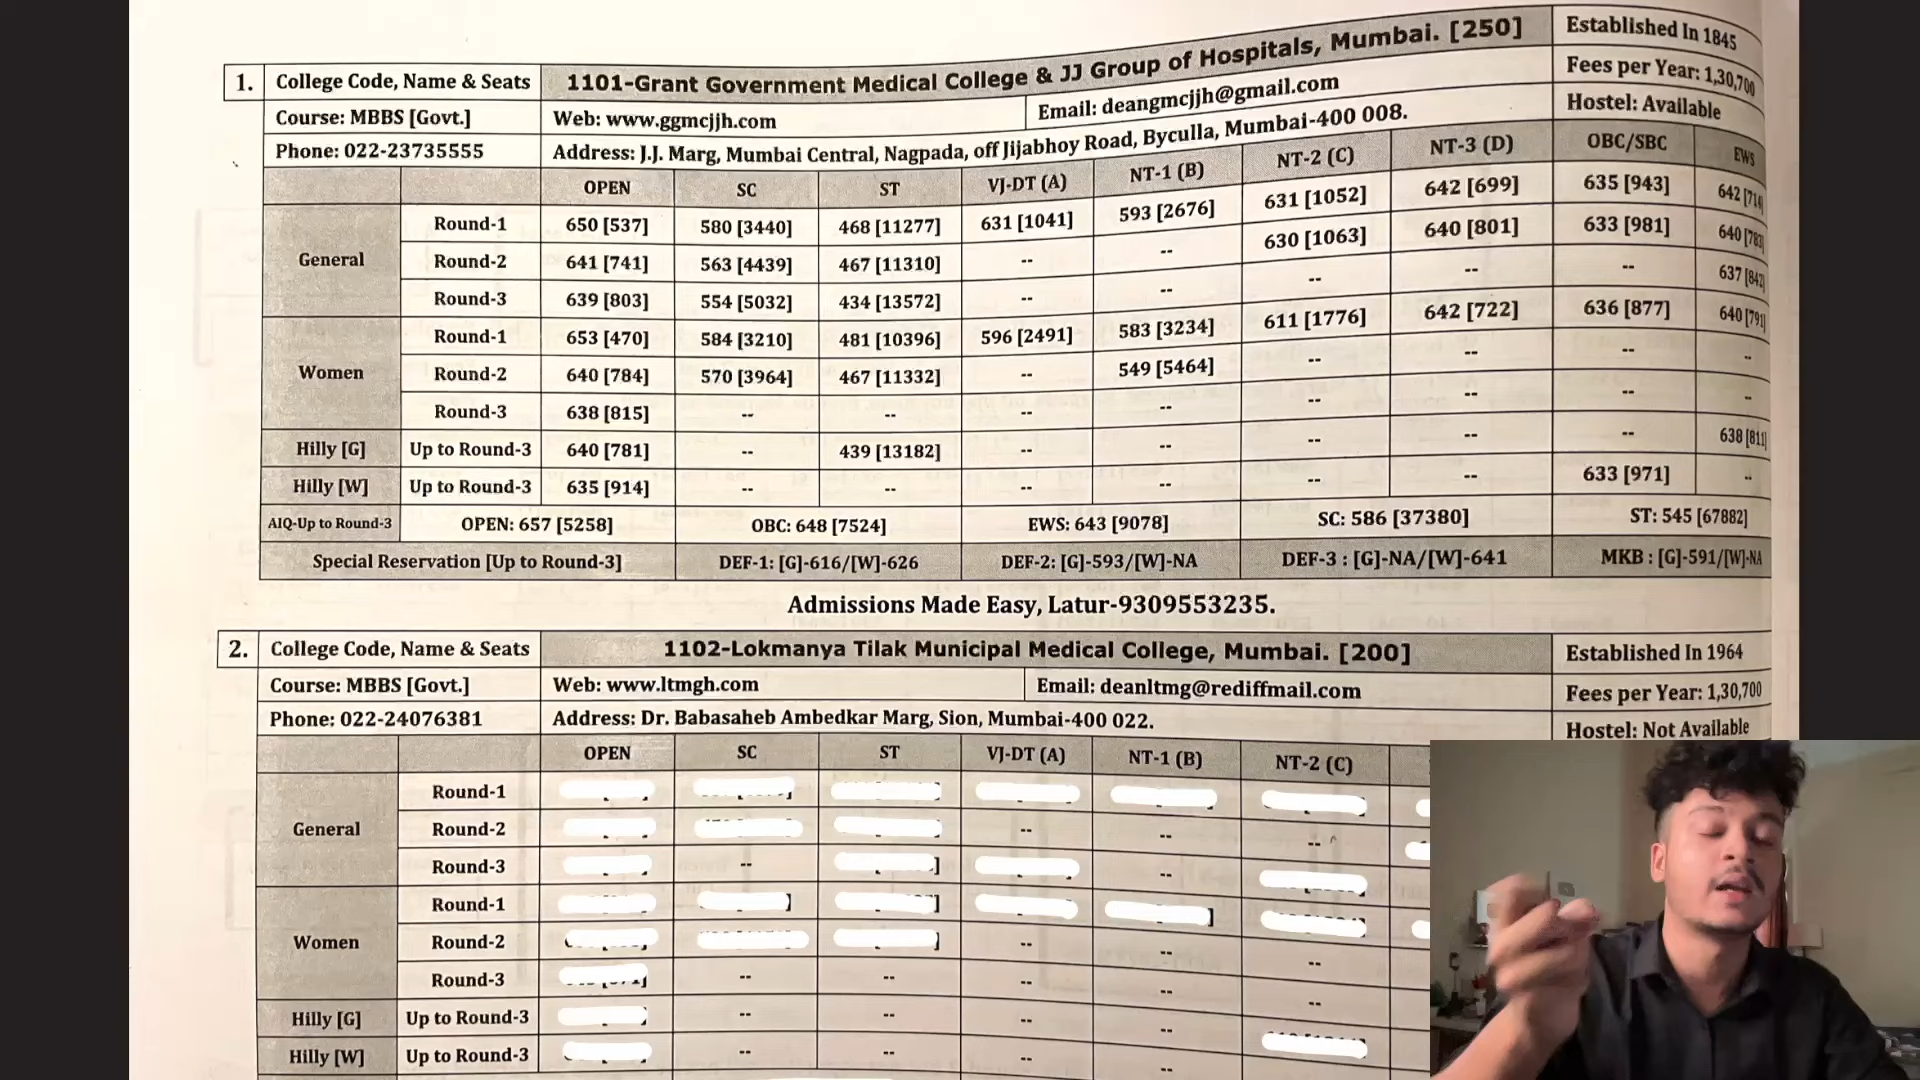 1. College Code, Name & Seats 1101-Grant Government Medical College & JJ Group of Hospitals, Mumbai. [250] Established In 1845
Course: MBBS [Govt.] Web: www.ggmcjjh.com Email: deangmcjjh@gmail.com Fees per Year: 1,30,700
Phone: 022-23735555 Address: J.J. Marg, Mumbai Central, Nagpada, off Jijabhoy Road, Byculla, Mumbai-400 008. Hostel: Available
OPEN SC ST VJ-DT (A) NT-1 (B) NT-2 (C) NT-3 (D) OBC/SBC EWS
General Round-1 650 [537] 580 [3440] 468 [11277] 631 [1041] 593 [2676] 631 [1052] 642 [699] 635 [943] 642
Round-2 641 [741] 563 [4439] 467 [11310] -- -- 630 [1063] 640 [801] 633 [981] 640
Round-3 639 [803] 554 [5032] 434 [13572] -- -- -- -- -- 637
Women Round-1 653 [470] 584 [3210] 481 [10396] 596 [2491] 583 [3234] 611 [1776] 642 [722] 636 [877] 640 [791]
Round-2 640 [784] 570 [3964] 467 [11332] -- 549 [5464] -- -- -- --
Round-3 638 [815] -- -- -- -- -- -- -- --
Hilly [G] Up to Round-3 640 [781] -- 439 [13182] -- -- -- -- -- 638 [811]
Hilly [W] Up to Round-3 635 [914] -- -- -- -- -- -- 633 [971] --
AIQ-Up to Round-3 OPEN: 657 [5258] OBC: 648 [7524] EWS: 643 [9078] SC: 586 [37380] ST: 545 [67882]
Special Reservation [Up to Round-3] DEF-1: [G]-616/[W]-626 DEF-2: [G]-593/[W]-NA DEF-3 : [G]-NA/[W]-641 MKB : [G]-591/[W]-NA
Admissions Made Easy, Latur-9309553235.
2. College Code, Name & Seats 1102-Lokmanya Tilak Municipal Medical College, Mumbai. [200] Established In 1964
Course: MBBS [Govt.] Web: www.ltmgh.com Email: deanltmg@rediffmail.com Fees per Year: 1,30,700
Phone: 022-24076381 Address: Dr. Babasaheb Ambedkar Marg, Sion, Mumbai-400 022. Hostel: Not Available
OPEN SC ST VJ-DT (A) NT-1 (B) NT-2 (C)
General Round-1
Round-2 -- -- --
Round-3 -- --
Women Round-1
Round-2 -- -- --
Round-3 -- -- -- -- --
Hilly [G] Up to Round-3 -- -- -- --
Hilly [W] Up to Round-3 -- -- -- --